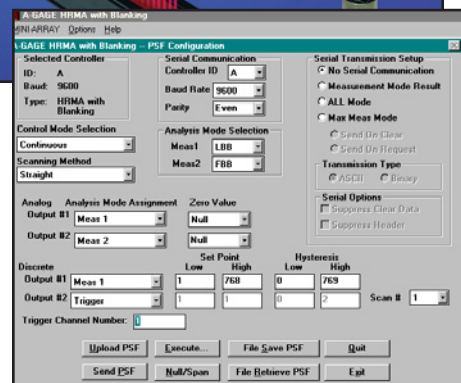 A-GAGE HRMA with Blanking
MINI-ARRAY Options Help
A-GAGE HRMA with Blanking -- PSF Configuration
Selected Controller
ID: A
Baud: 9600
Type: HRMA with
Blanking
Serial Communication
Controller ID A
Baud Rate 9600
Parity Even
Serial Transmission Setup
No Serial Communication
Measurement Mode Result
ALL Mode
Max Meas Mode
Send On Clear
Send On Request
Transmission Type
ASCII Binary
Serial Options
Suppress Clear Data
Suppress Header
Control Mode Selection
Continuous
Scanning Method
Straight
Analysis Mode Selection
Meas1 LBB
Meas2 FBB
Analog Analysis Mode Assignment Zero Value
Output #1 Meas 1 Null
Output #2 Meas 2 Null
Set Point Hysteresis
Discrete Low High Low High
Output #1 Meas 1 1 768 0 769
Output #2 Trigger 1 1 0 2 Scan # 1
Trigger Channel Number: 1
Upload PSF Execute... File Save PSF Quit
Send PSF Null/Span File Retrieve PSF Exit